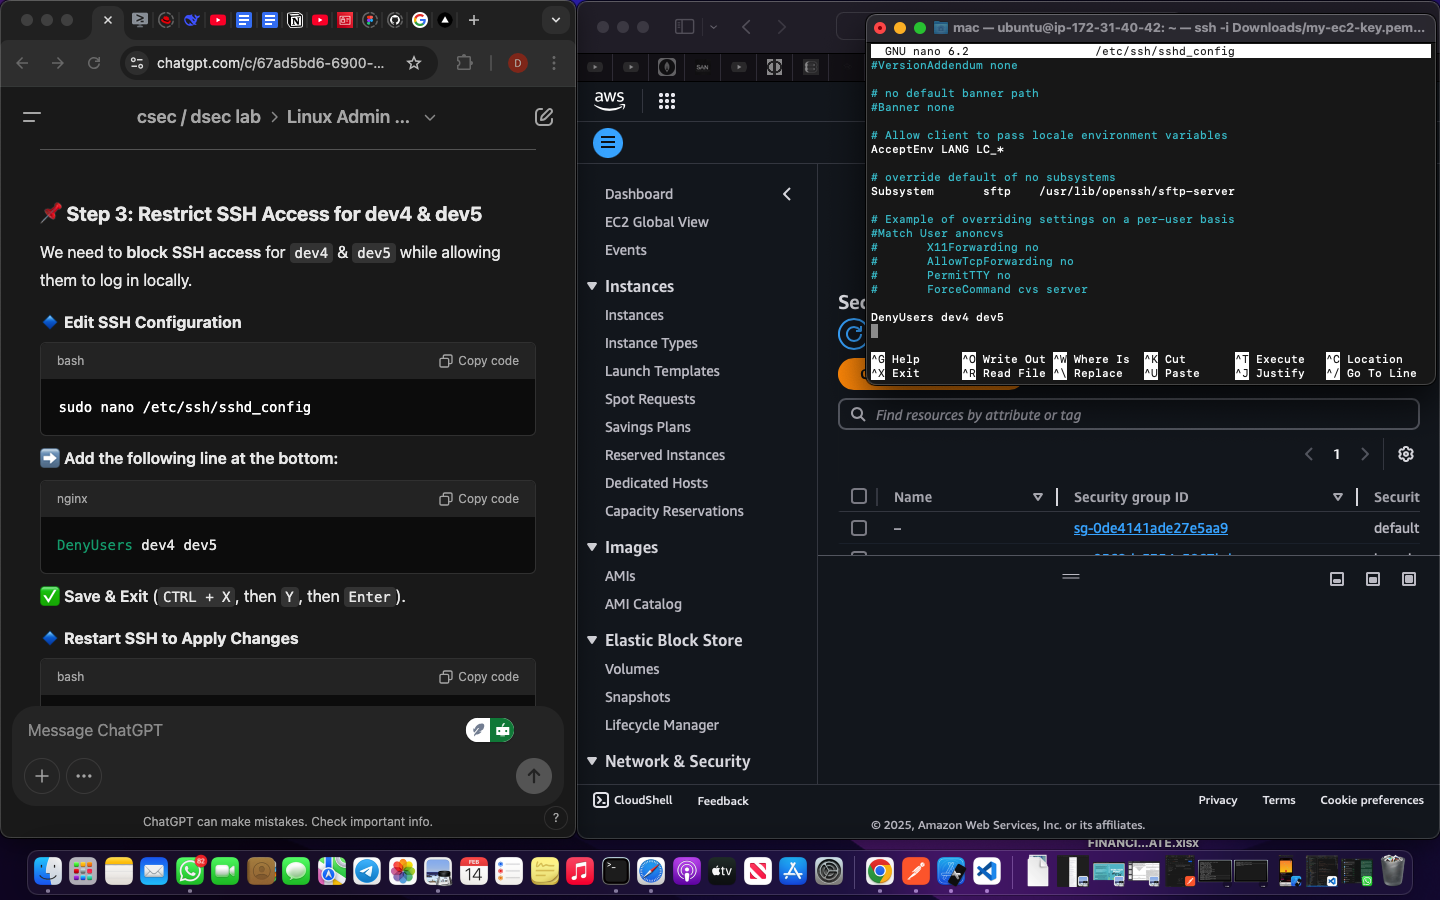 chatgpt.com/c/67ad5bd6-6900-...
D
csec / dsec lab > Linux Admin ...
Step 3: Restrict SSH Access for dev4 & dev5
We need to block SSH access for dev4 & dev5 while allowing
them to log in locally.
Edit SSH Configuration
bash
Copy code
sudo nano /etc/ssh/sshd_config
Add the following line at the bottom:
nginx
Copy code
DenyUsers dev4 dev5
Save & Exit (CTRL + X, then Y, then Enter).
Restart SSH to Apply Changes
bash
Copy code
Message ChatGPT
ChatGPT can make mistakes. Check important info.
?
SAN
aws
Dashboard
EC2 Global View
Events
Instances
Instances
Instance Types
Launch Templates
Spot Requests
Savings Plans
Reserved Instances
Dedicated Hosts
Capacity Reservations
Images
AMIs
AMI Catalog
Elastic Block Store
Volumes
Snapshots
Lifecycle Manager
Network & Security
Sec
Find resources by attribute or tag
1
Name
Security group ID
Securit
–
sg-0de4141ade27e5aa9
default
CloudShell
Feedback
Privacy
Terms
Cookie preferences
© 2025, Amazon Web Services, Inc. or its affiliates.
mac — ubuntu@ip-172-31-40-42: ~ — ssh -i Downloads/my-ec2-key.pem...
GNU nano 6.2 /etc/ssh/sshd_config
#VersionAddendum none
# no default banner path
#Banner none
# Allow client to pass locale environment variables
AcceptEnv LANG LC_*
# override default of no subsystems
Subsystem sftp /usr/lib/openssh/sftp-server
# Example of overriding settings on a per-user basis
#Match User anoncvs
# X11Forwarding no
# AllowTcpForwarding no
# PermitTTY no
# ForceCommand cvs server
DenyUsers dev4 dev5
^G Help ^O Write Out ^W Where Is ^K Cut ^T Execute ^C Location
^X Exit ^R Read File ^\ Replace ^U Paste ^J Justify ^/ Go To Line
FINANCI...ATE.xlsx
82
FEB
14
tv